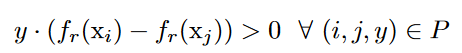 y · (f_r(x_i) − f_r(x_j)) > 0 ∀ (i, j, y) ∈ P